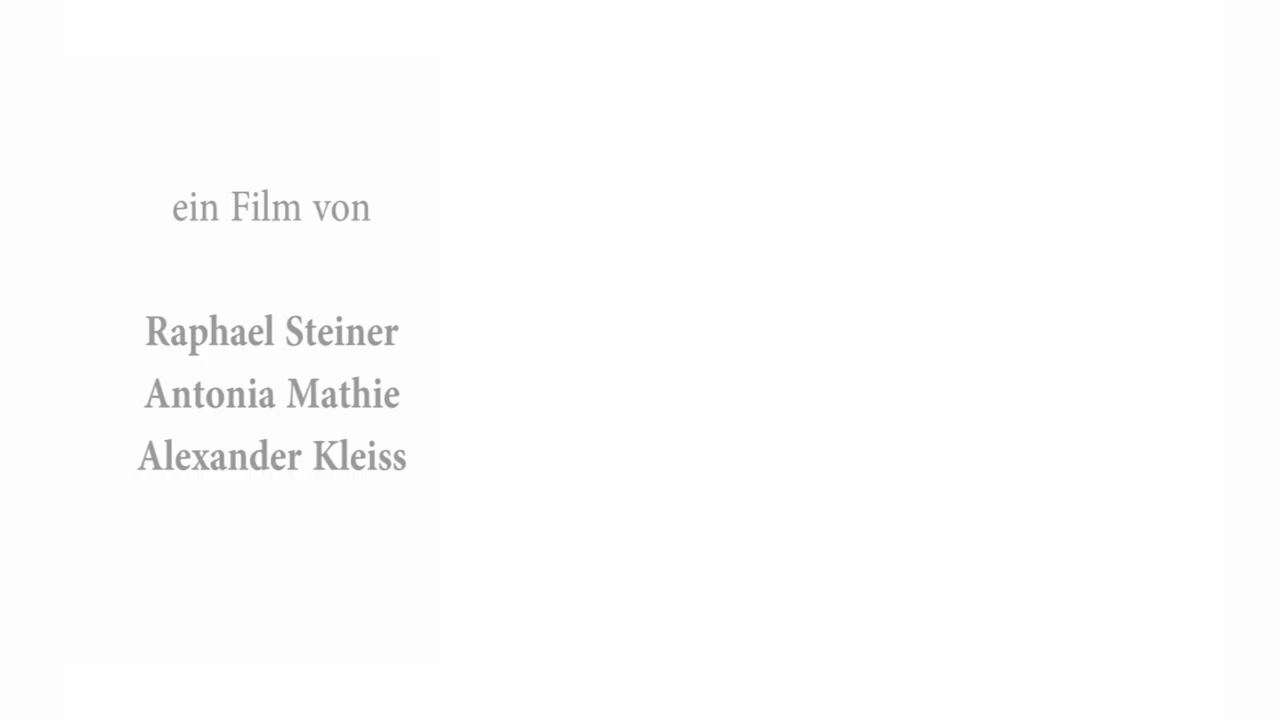 ein Film von
Raphael Steiner
Antonia Mathie
Alexander Kleiss